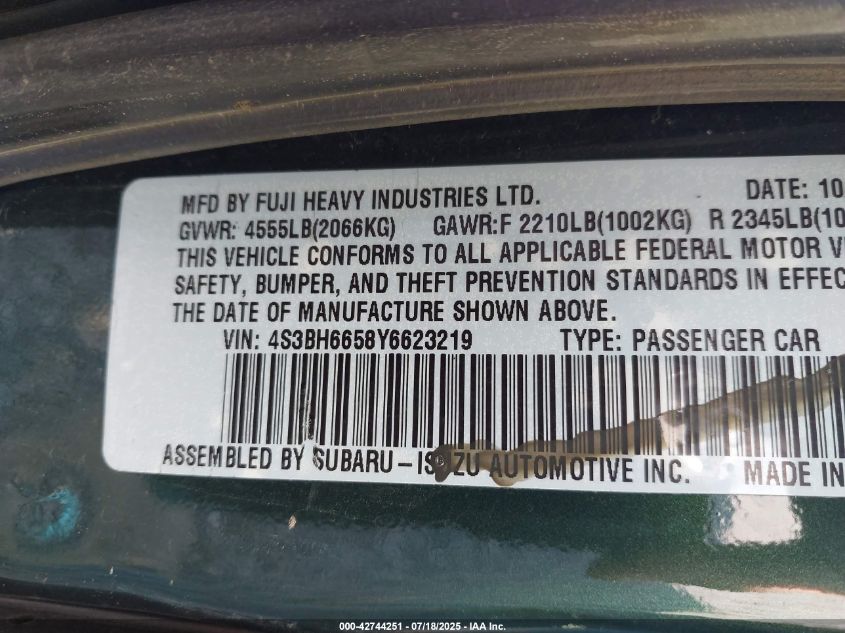 MFD BY FUJI HEAVY INDUSTRIES LTD. DATE: 10
GVWR: 4555LB(2066KG) GAWR:F 2210LB(1002KG) R 2345LB(10
THIS VEHICLE CONFORMS TO ALL APPLICABLE FEDERAL MOTOR V
SAFETY, BUMPER, AND THEFT PREVENTION STANDARDS IN EFFEC
THE DATE OF MANUFACTURE SHOWN ABOVE.
VIN: 4S3BH6658Y6623219 TYPE: PASSENGER CAR
ASSEMBLED BY SUBARU-ISUZU AUTOMOTIVE INC. MADE IN
000-42744251 - 07/18/2025 - IAA Inc.